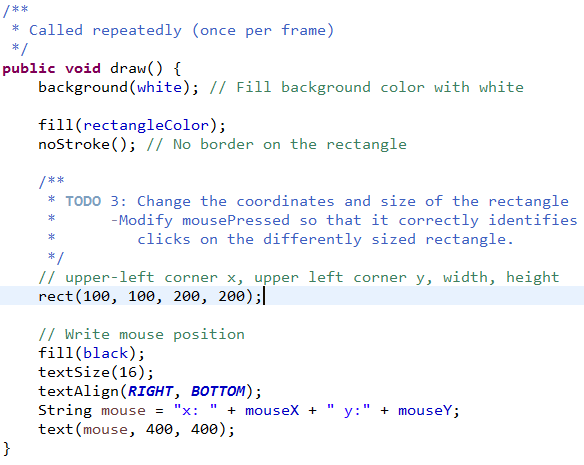 /**
 * Called repeatedly (once per frame)
 */
public void draw() {
    background(white); // Fill background color with white

    fill(rectangleColor);
    noStroke(); // No border on the rectangle

    /**
     * TODO 3: Change the coordinates and size of the rectangle
     *      -Modify mousePressed so that it correctly identifies
     *         clicks on the differently sized rectangle.
     */
    // upper-left corner x, upper left corner y, width, height
    rect(100, 100, 200, 200);

    // Write mouse position
    fill(black);
    textSize(16);
    textAlign(RIGHT, BOTTOM);
    String mouse = "x: " + mouseX + " y:" + mouseY;
    text(mouse, 400, 400);
}